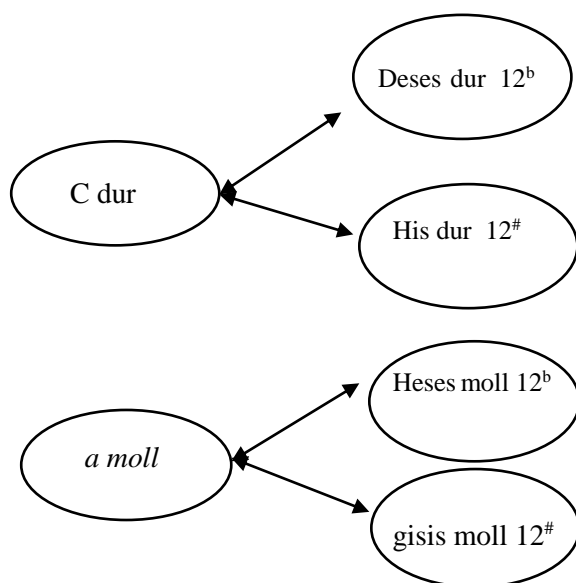 Deses dur 12ᵇ
C dur
His dur 12^#
Heses moll 12ᵇ
a moll
gisis moll 12^#